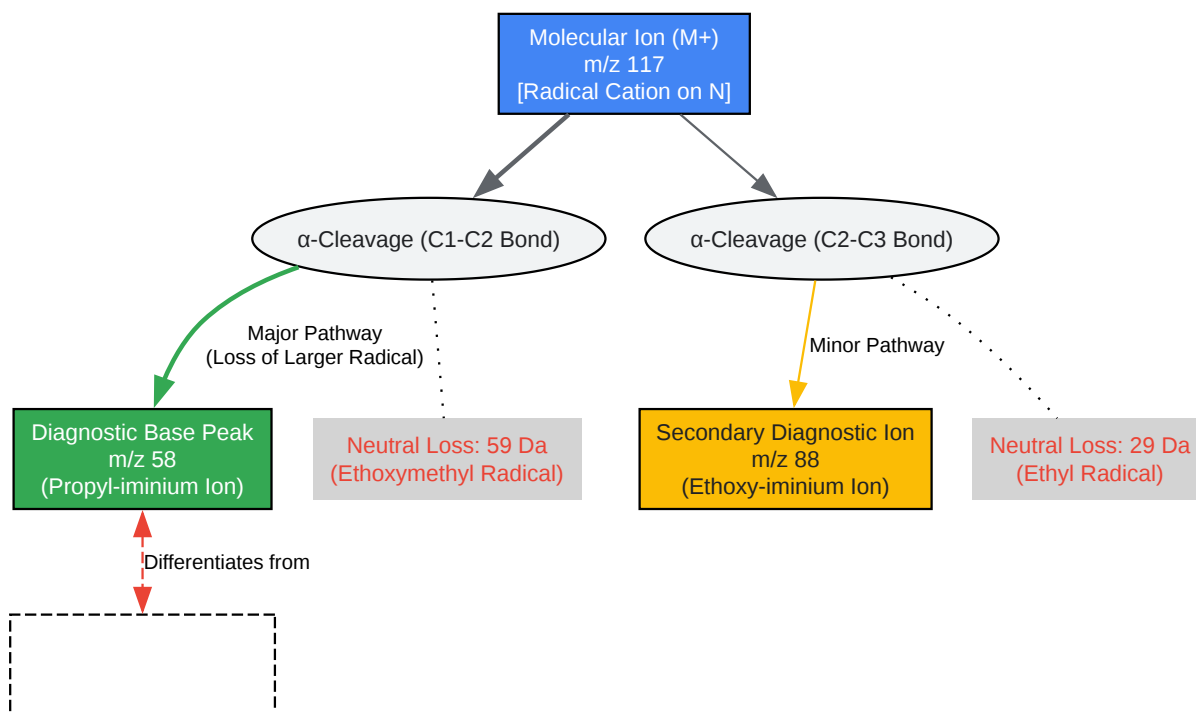 Molecular Ion (M+)
m/z 117
[Radical Cation on N]
α-Cleavage (C1-C2 Bond)
α-Cleavage (C2-C3 Bond)
Major Pathway
(Loss of Larger Radical)
Minor Pathway
Diagnostic Base Peak
m/z 58
(Propyl-iminium Ion)
Neutral Loss: 59 Da
(Ethoxymethyl Radical)
Secondary Diagnostic Ion
m/z 88
(Ethoxy-iminium Ion)
Neutral Loss: 29 Da
(Ethyl Radical)
Differentiates from